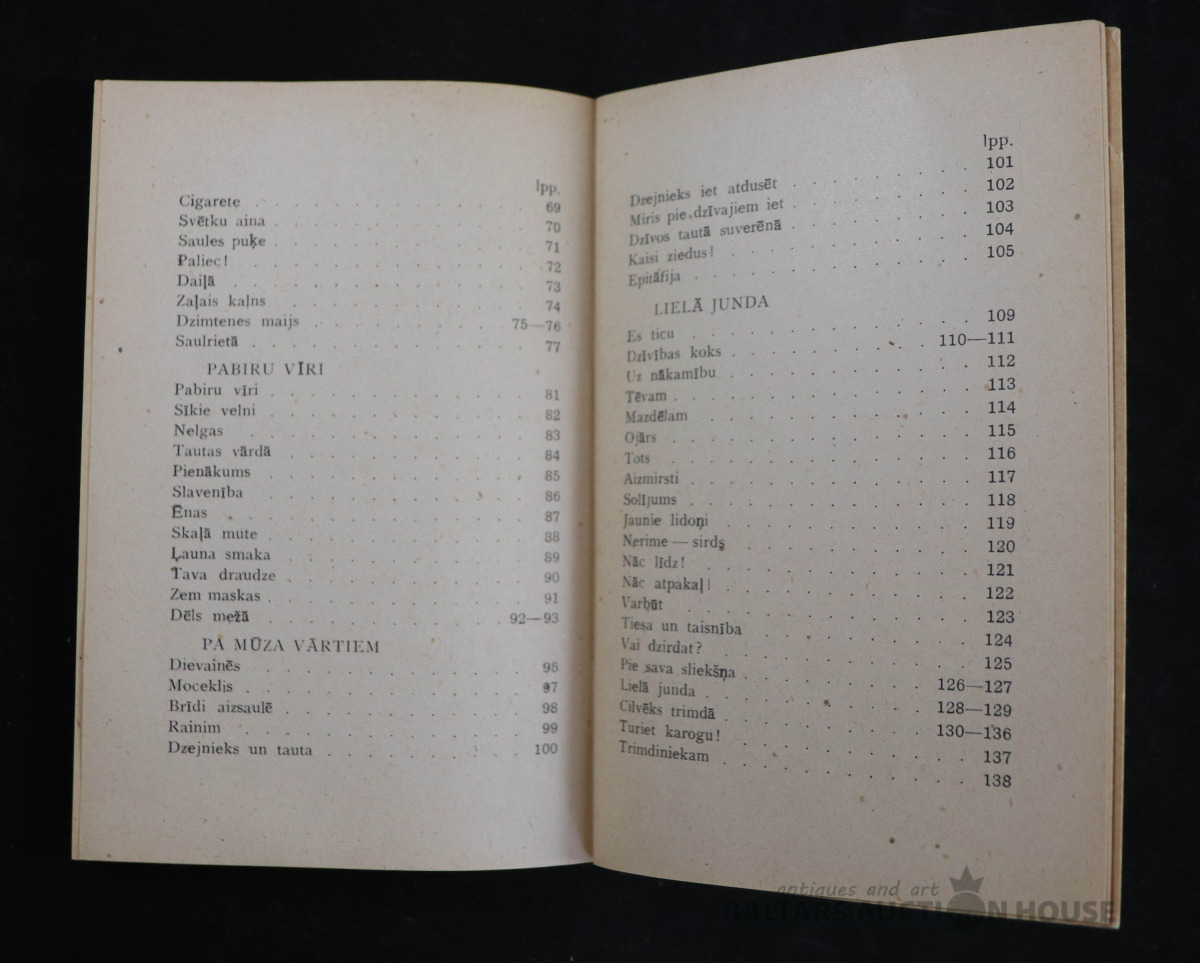 lpp.
Cigarete . . . 69
Svētku aina . . . 70
Saules puķe . . . 71
Paliec! . . . 72
Daiļā . . . 73
Zaļais kalns . . . 74
Dzimtenes maijs . . . 75—76
Saulrietā . . . 77
PABIRU VĪRI
Pabiru vīri . . . 81
Sīkie velni . . . 82
Nelgas . . . 83
Tautas vārdā . . . 84
Pienākums . . . 85
Slavenība . . . 86
Ēnas . . . 87
Skaļā mute . . . 88
Ļauna smaka . . . 89
Tava draudze . . . 90
Zem maskas . . . 91
Dēls mežā . . . 92—93
PA MŪŽA VĀRTIEM
Dievainēs . . . 96
Moceklis . . . 97
Brīdi aizsaulē . . . 98
Rainim . . . 99
Dzejnieks un tauta . . . 100
lpp.
Dzejnieks iet atdusēt . . . 101
Miris pie dzīvajiem iet . . . 102
Dzīvos tautā suverēnā . . . 103
Kaisi ziedus! . . . 104
Epitāfija . . . 105
LIELĀ JUNDA
Es ticu . . . 109
Dzīvības koks . . . 110—111
Uz nākamību . . . 112
Tēvam . . . 113
Mazdēlam . . . 114
Ojārs . . . 115
Tots . . . 116
Aizmirsti . . . 117
Solījums . . . 118
Jaunie lidoņi . . . 119
Nerime — sirds . . . 120
Nāc līdz! . . . 121
Nāc atpakaļ! . . . 122
Varbūt . . . 123
Tiesa un taisnība . . . 124
Vai dzirdat? . . . 125
Pie sava sliekšņa . . . 126—127
Lielā junda . . . 128—129
Cilvēks trimdā . . . 130—136
Turiet karogu! . . . 137
Trimdiniekam . . . 138
antiques and art
BALTARS AUCTION HOUSE